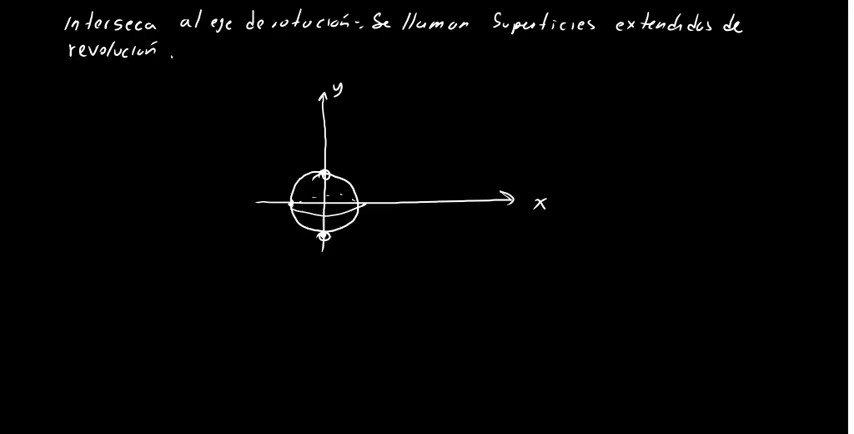 Interseca al eje de rotación-. Se llaman Superficies extendidas de
revolución.
y
x